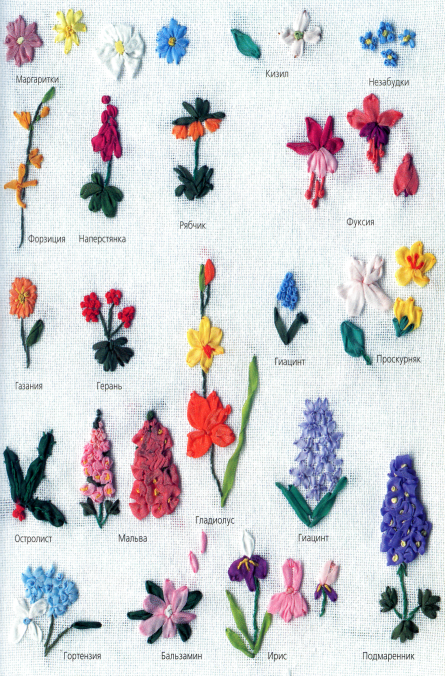 Маргаритки
Кизил
Незабудки
Форзиция
Наперстянка
Рябчик
Фуксия
Газания
Герань
Гиацинт
Проскурняк
Гладиолус
Остролист
Мальва
Гиацинт
Гортензия
Бальзамин
Ирис
Подмаренник